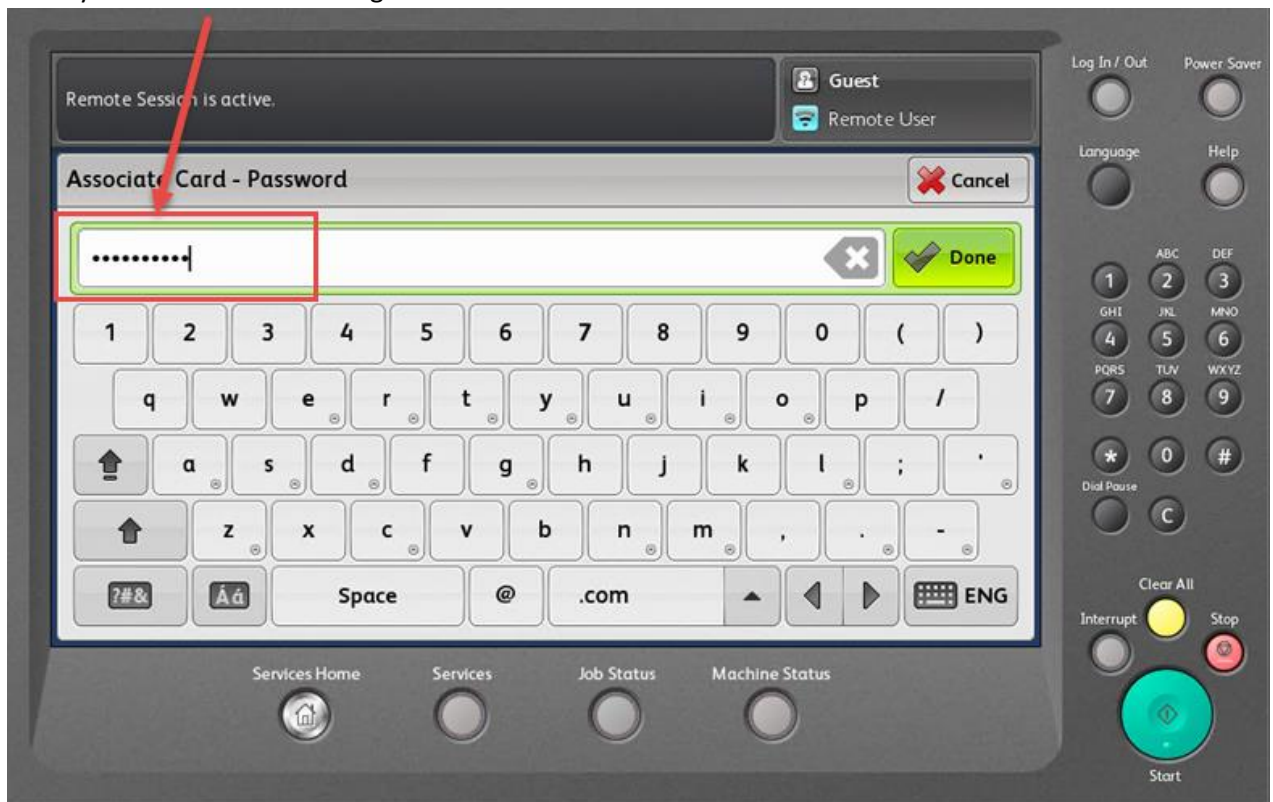 Log In / Out Power Saver
Guest
Remote Session is active.
Remote User
Language Help
Associate Card - Password Cancel
•••••••••• Done
1 2 3 4 5 6 7 8 9 0 ( )
q w e r t y u i o p /
a s d f g h j k l ; '
z x c v b n m , . -
?#& Áá Space @ .com ENG
ABC DEF
1 2 3
GHI JKL MNO
4 5 6
PQRS TUV WXYZ
7 8 9
* 0 #
Dial Pause
C
Clear All
Interrupt Stop
Start
Services Home Services Job Status Machine Status